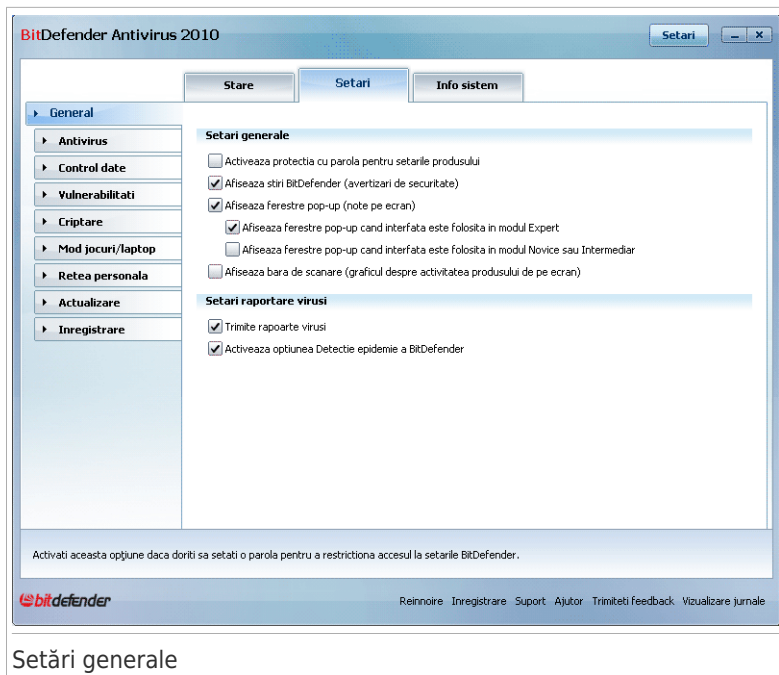 BitDefender Antivirus 2010
Setari
Stare
Setari
Info sistem
General
Antivirus
Control date
Vulnerabilitati
Criptare
Mod jocuri/laptop
Retea personala
Actualizare
Inregistrare
Setari generale
Activeaza protectia cu parola pentru setarile produsului
Afiseaza stiri BitDefender (avertizari de securitate)
Afiseaza ferestre pop-up (note pe ecran)
Afiseaza ferestre pop-up cand interfata este folosita in modul Expert
Afiseaza ferestre pop-up cand interfata este folosita in modul Novice sau Intermediar
Afiseaza bara de scanare (graficul despre activitatea produsului de pe ecran)
Setari raportare virusi
Trimite rapoarte virusi
Activeaza optiunea Detectie epidemie a BitDefender
Activati aceasta opţiune daca doriti sa setati o parola pentru a restrictiona accesul la setarile BitDefender.
bitdefender
Reinnoire Inregistrare Suport Ajutor Trimiteti feedback Vizualizare jurnale
Setări generale